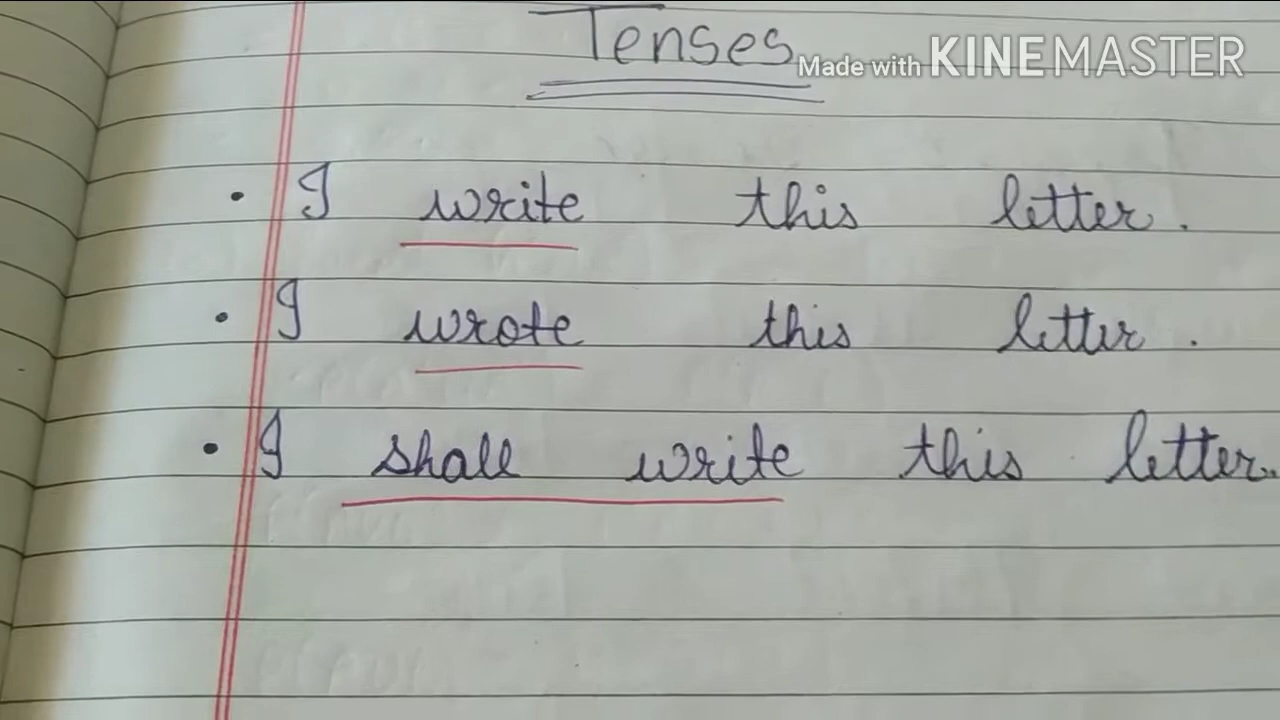 Tenses
Made with KINEMASTER
• I write this letter.
• I wrote this letter.
• I shall write this letter.